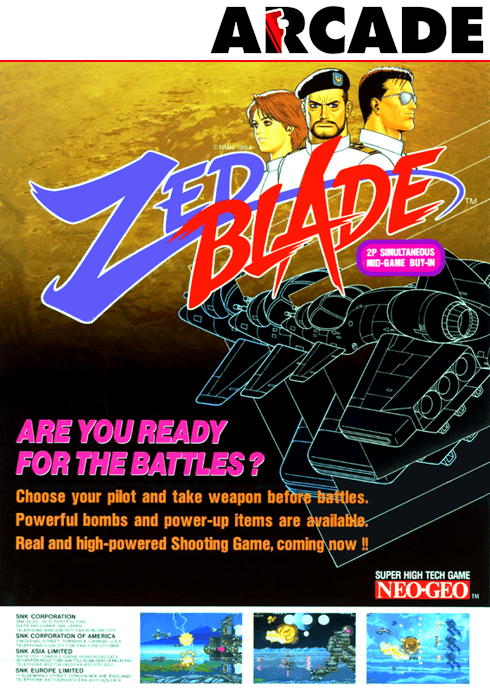 ARCADE
© NMK 1994
ZED
BLADE
TM
2P SIMULTANEOUS
MID-GAME BUY-IN
ARE YOU READY
FOR THE BATTLES?
Choose your pilot and take weapon before battles.
Powerful bombs and power-up items are available.
Real and high-powered Shooting Game, coming now !!
SUPER HIGH TECH GAME
NEO•GEO TM
SNK CORPORATION
SNK CORPORATION OF AMERICA
SNK ASIA LIMITED
SNK EUROPE LIMITED